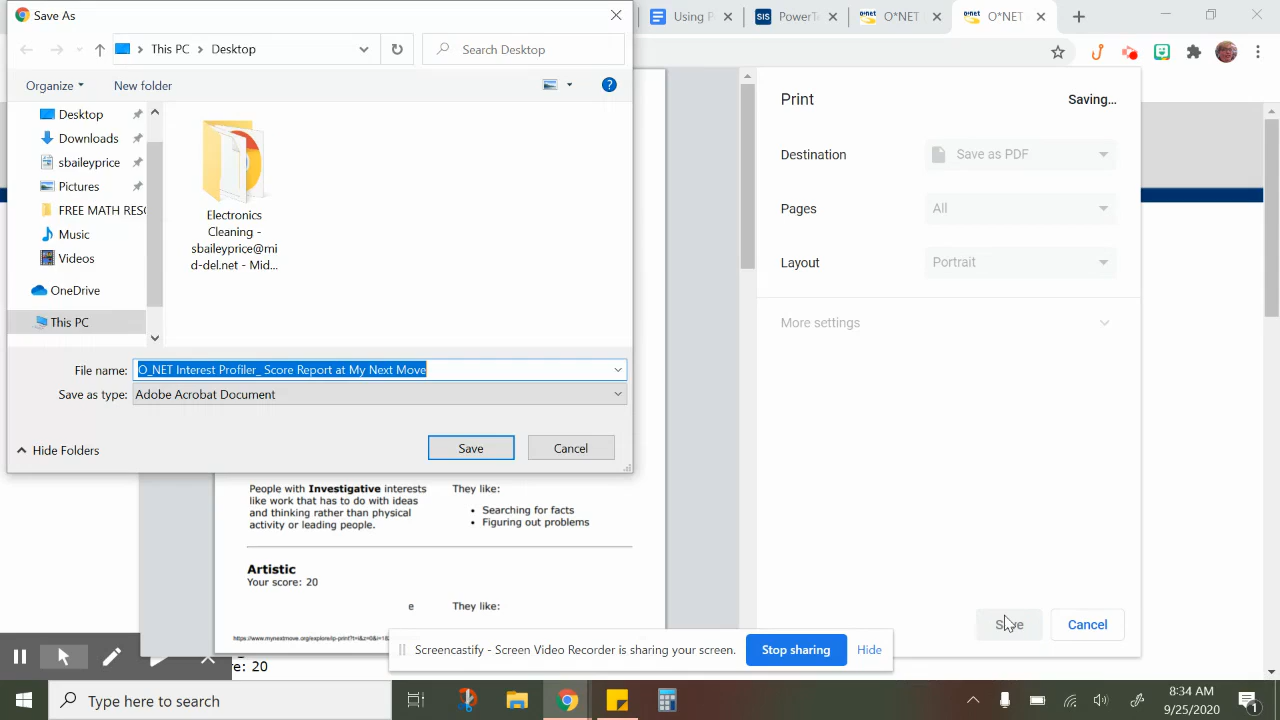 Save As
Using P
SIS
PowerTe
O*NET
O*NET
This PC
Desktop
Search Desktop
Organize
New folder
Desktop
Downloads
sbaileyprice
Pictures
FREE MATH RESC
Music
Videos
OneDrive
This PC
Electronics
Cleaning -
sbaileyprice@mi
d-del.net - Mid...
File name:
O_NET Interest Profiler_ Score Report at My Next Move
Save as type:
Adobe Acrobat Document
Hide Folders
Save
Cancel
Print
Saving...
Destination
Save as PDF
Pages
All
Layout
Portrait
More settings
Save
Cancel
People with Investigative interests
like work that has to do with ideas
and thinking rather than physical
activity or leading people.
They like:
• Searching for facts
• Figuring out problems
Artistic
Your score: 20
e
They like:
Screencastify - Screen Video Recorder is sharing your screen.
Stop sharing
Hide
re: 20
Type here to search
8:34 AM
9/25/2020
1